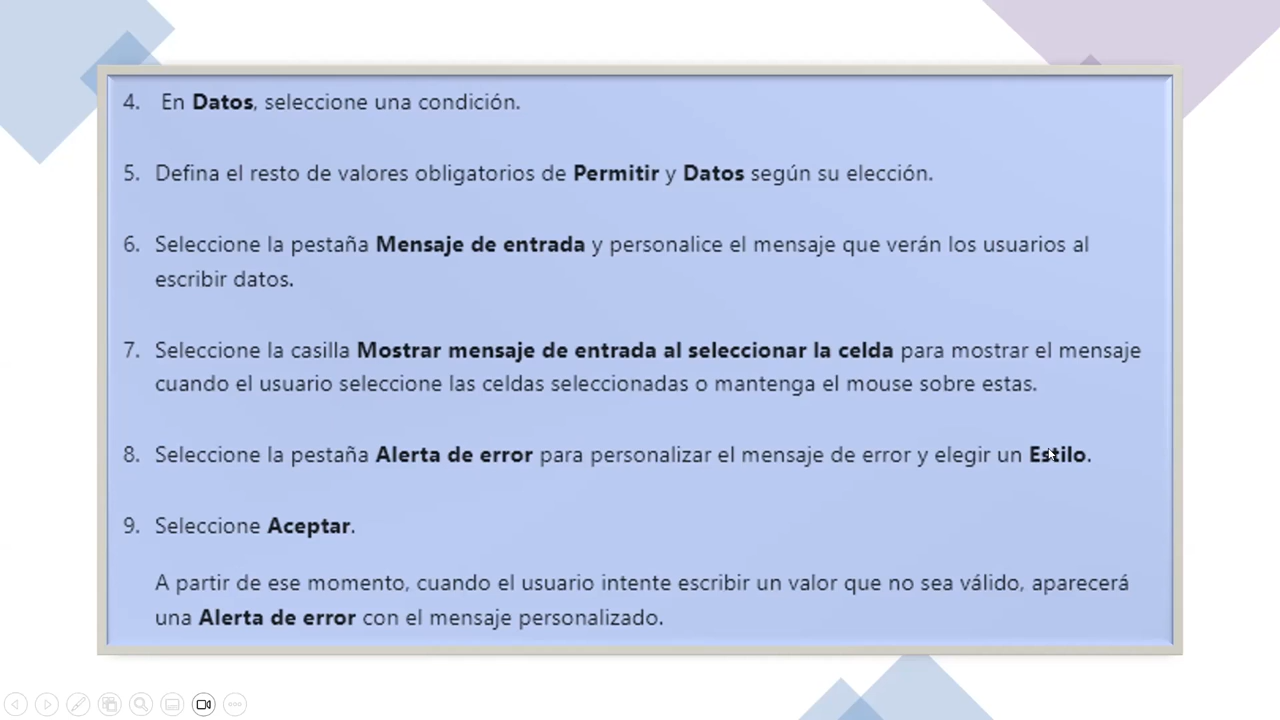 4. En Datos, seleccione una condición.
5. Defina el resto de valores obligatorios de Permitir y Datos según su elección.
6. Seleccione la pestaña Mensaje de entrada y personalice el mensaje que verán los usuarios al
escribir datos.
7. Seleccione la casilla Mostrar mensaje de entrada al seleccionar la celda para mostrar el mensaje
cuando el usuario seleccione las celdas seleccionadas o mantenga el mouse sobre estas.
8. Seleccione la pestaña Alerta de error para personalizar el mensaje de error y elegir un Estilo.
9. Seleccione Aceptar.
A partir de ese momento, cuando el usuario intente escribir un valor que no sea válido, aparecerá
una Alerta de error con el mensaje personalizado.